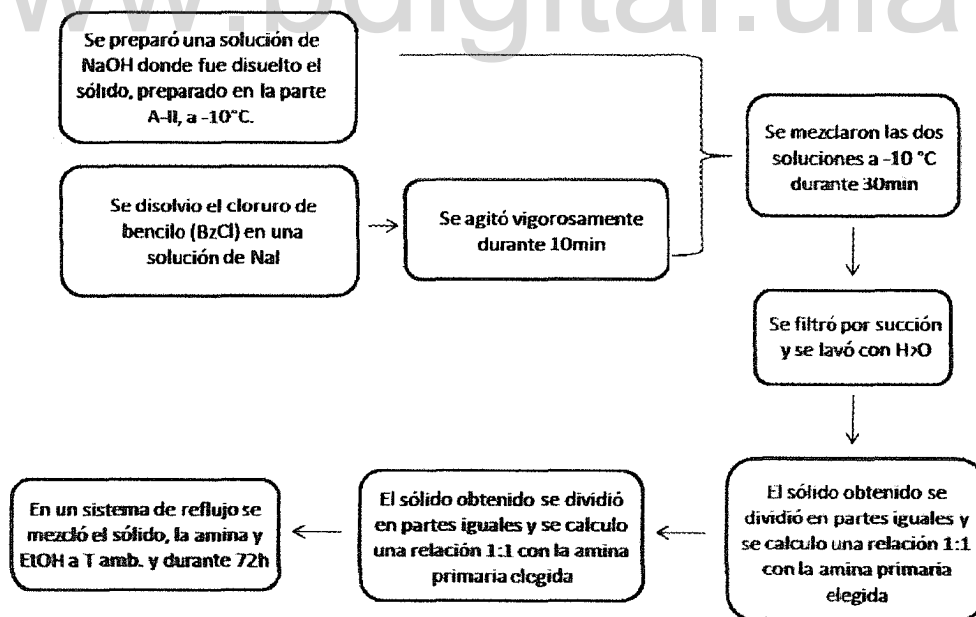 www.bdigital.ula
Se preparó una solución de
NaOH donde fue disuelto el
sólido, preparado en la parte
A-II, a -10°C.
Se disolvio el cloruro de
bencilo (BzCl) en una
solución de NaI
Se agitó vigorosamente
durante 10min
Se mezclaron las dos
soluciones a -10 °C
durante 30min
Se filtró por succión
y se lavó con H2O
El sólido obtenido se
dividió en partes iguales y
se calculo una relación 1:1
con la amina primaria
elegida
El sólido obtenido se dividió
en partes iguales y se calculo
una relación 1:1 con la amina
primaria elegida
En un sistema de reflujo se
mezcló el sólido, la amina y
EtOH a T amb. y durante 72h